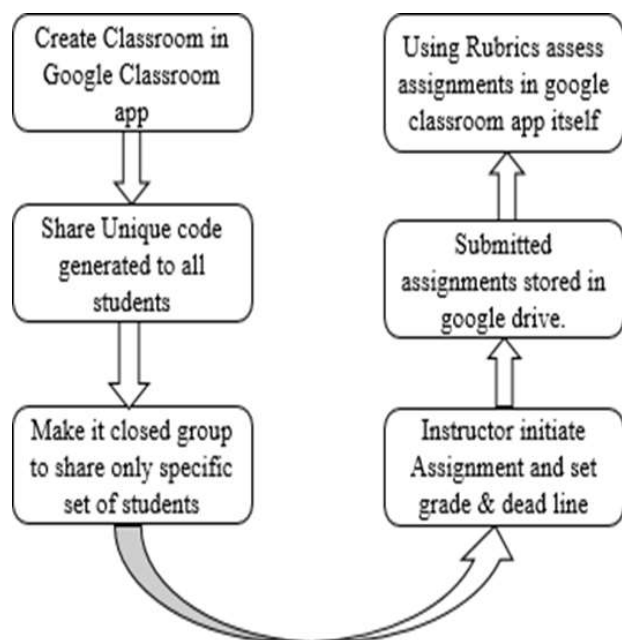 Create Classroom in
Google Classroom
app
Share Unique code
generated to all
students
Make it closed group
to share only specific
set of students
Instructor initiate
Assignment and set
grade & dead line
Submitted
assignments stored in
google drive.
Using Rubrics assess
assignments in google
classroom app itself